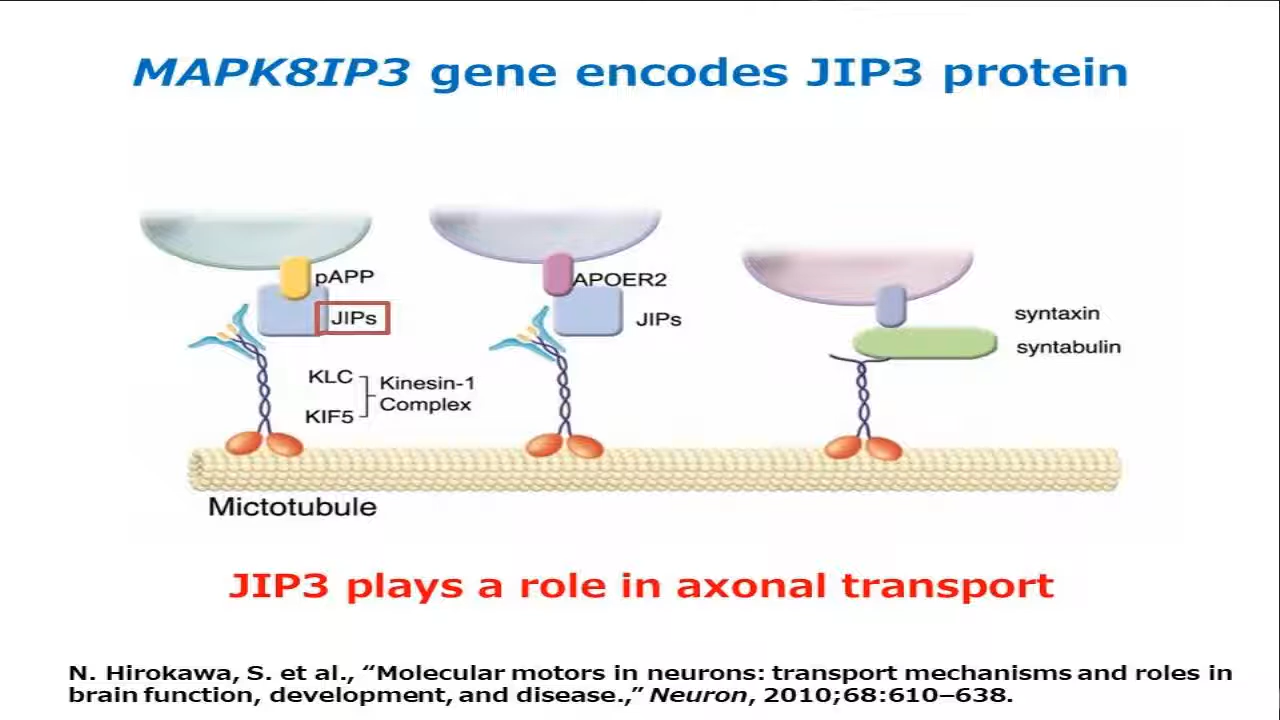 MAPK8IP3 gene encodes JIP3 protein
pAPP
JIPs
KLC
KIF5
Kinesin-1
Complex
APOER2
JIPs
syntaxin
syntabulin
Mictotubule
JIP3 plays a role in axonal transport
N. Hirokawa, S. et al., “Molecular motors in neurons: transport mechanisms and roles in
brain function, development, and disease.,” Neuron, 2010;68:610–638.